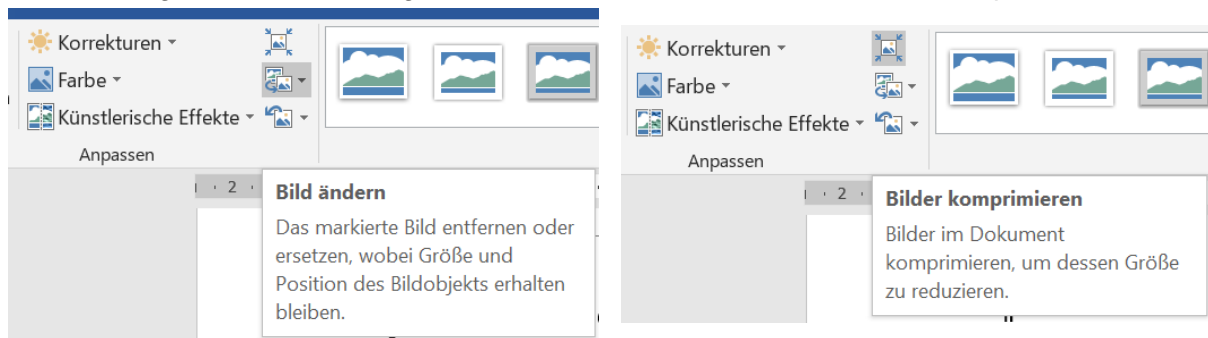 Korrekturen
Farbe
Künstlerische Effekte
Anpassen
2
Bild ändern
Das markierte Bild entfernen oder
ersetzen, wobei Größe und
Position des Bildobjekts erhalten
bleiben.
Korrekturen
Farbe
Künstlerische Effekte
Anpassen
2
Bilder komprimieren
Bilder im Dokument
komprimieren, um dessen Größe
zu reduzieren.